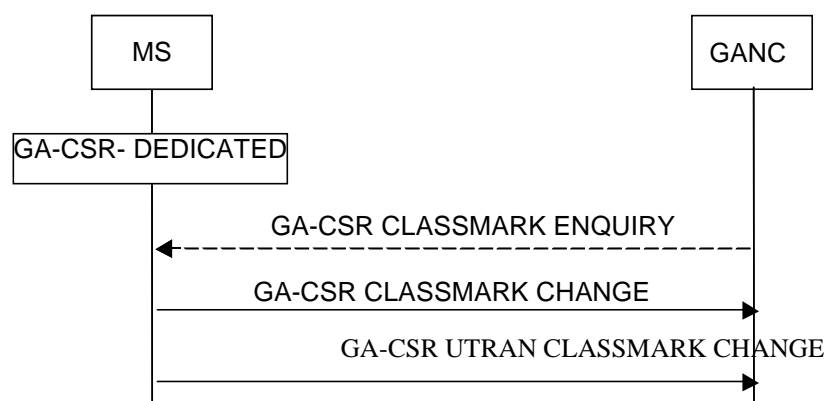 MS
GANC
GA-CSR- DEDICATED
GA-CSR CLASSMARK ENQUIRY
GA-CSR CLASSMARK CHANGE
GA-CSR UTRAN CLASSMARK CHANGE